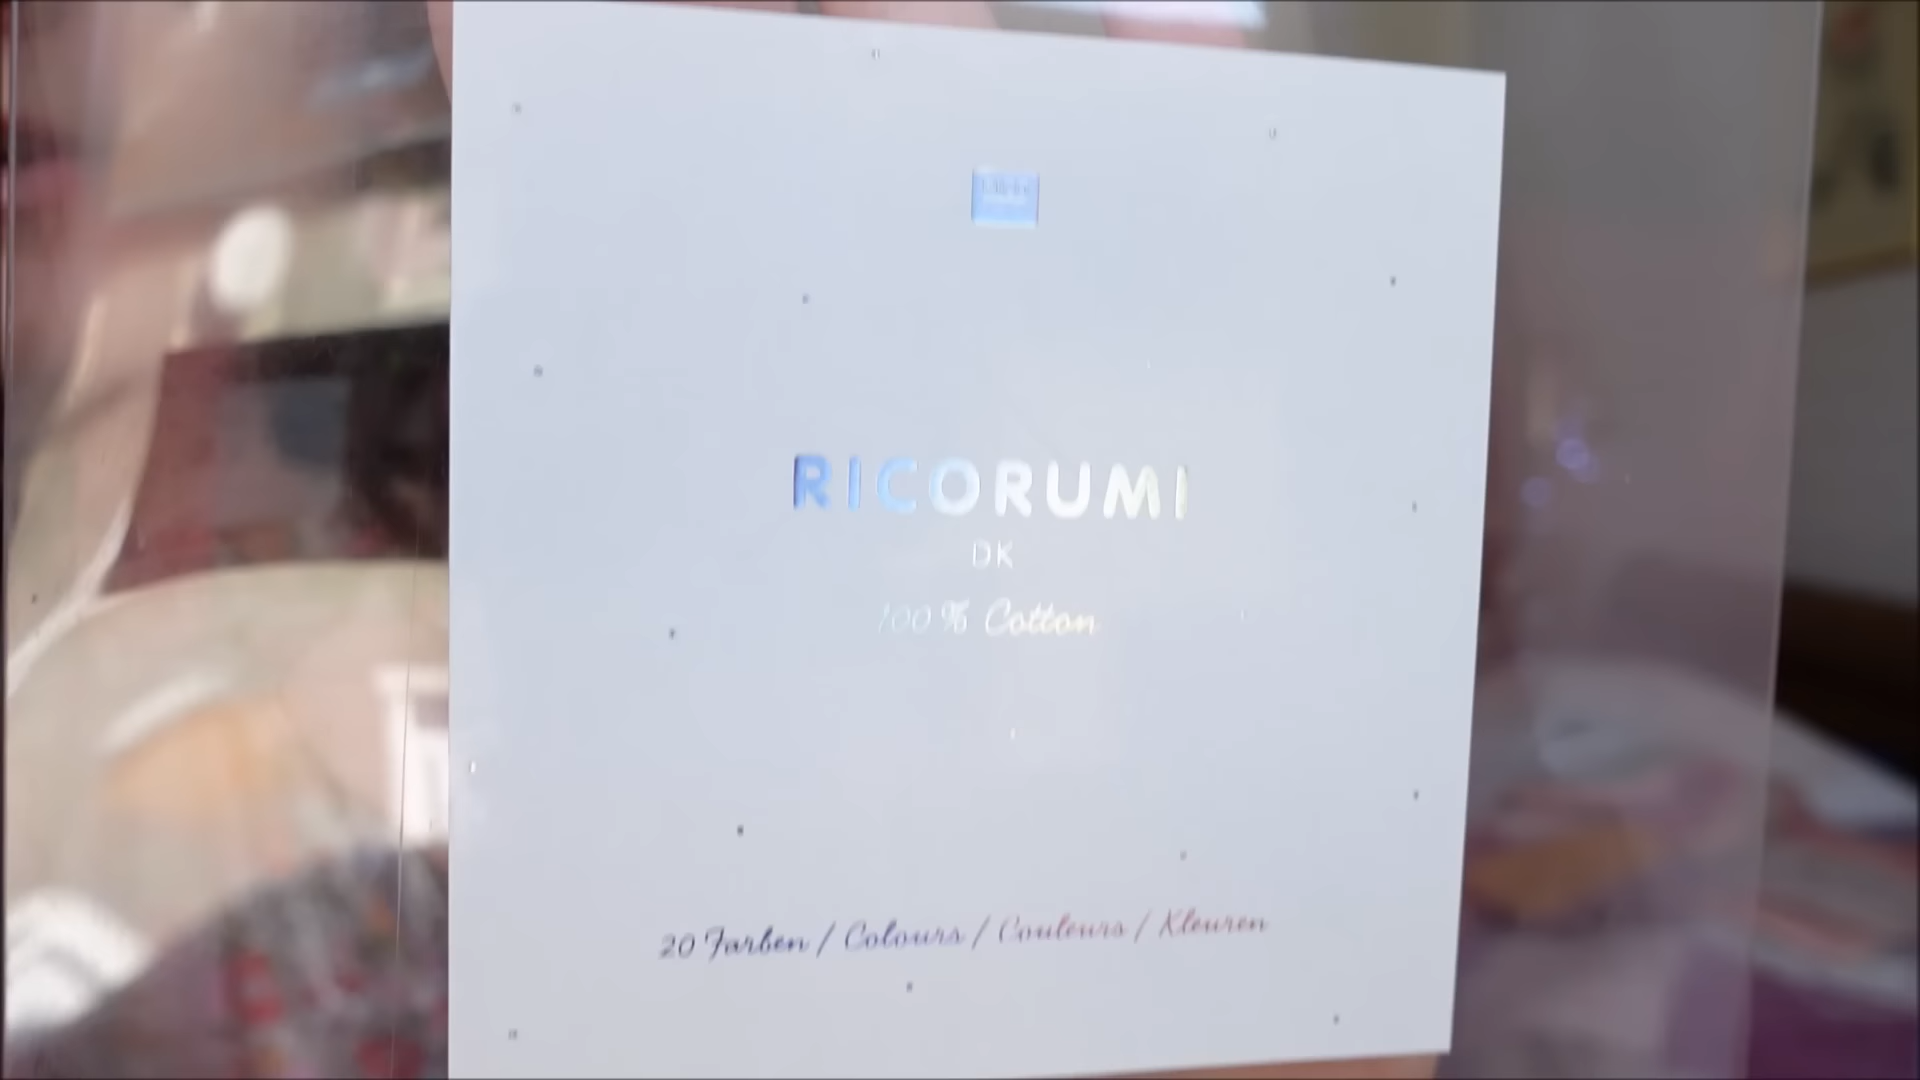 RICORUMI
DK
100% Cotton
20 Farben / Colours / Couleurs / Kleuren